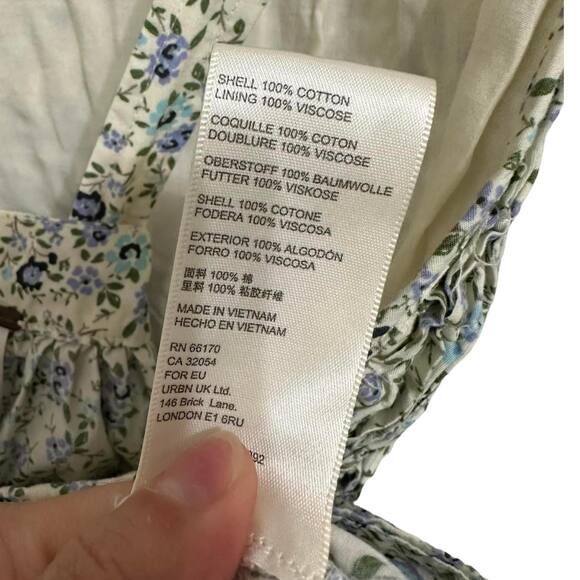 SHELL 100% COTTON
LINING 100% VISCOSE
COQUILLE 100% COTON
DOUBLURE 100% VISCOSE
OBERSTOFF 100% BAUMWOLLE
FUTTER 100% VISKOSE
SHELL 100% COTONE
FODERA 100% VISCOSA
EXTERIOR 100% ALGODÓN
FORRO 100% VISCOSA
面料 100% 棉
里料 100% 粘胶纤维
MADE IN VIETNAM
HECHO EN VIETNAM
RN 66170
CA 32054
FOR EU
URBN UK Ltd.
146 Brick Lane.
LONDON E1 6RU